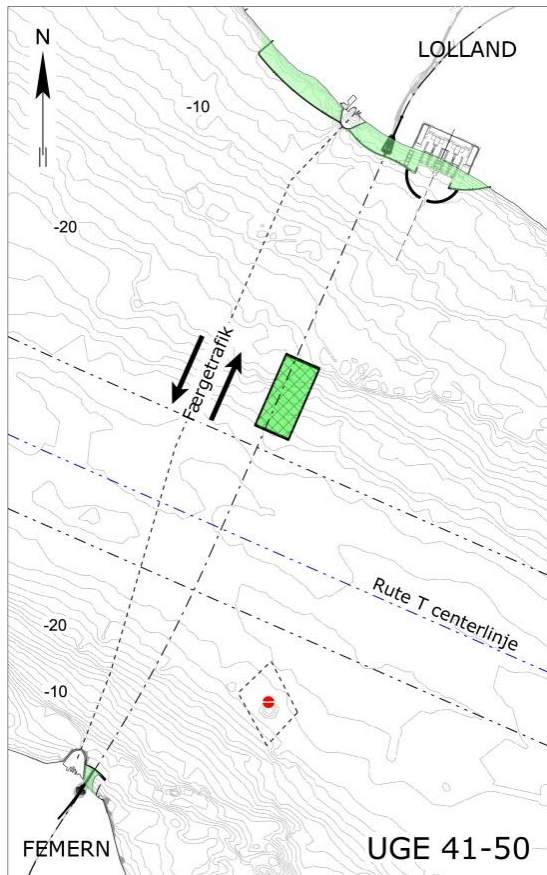 N
LOLLAND
-10
-20
Færgetrafik
Rute T centerlinje
-20
-10
FEMERN
UGE 41-50